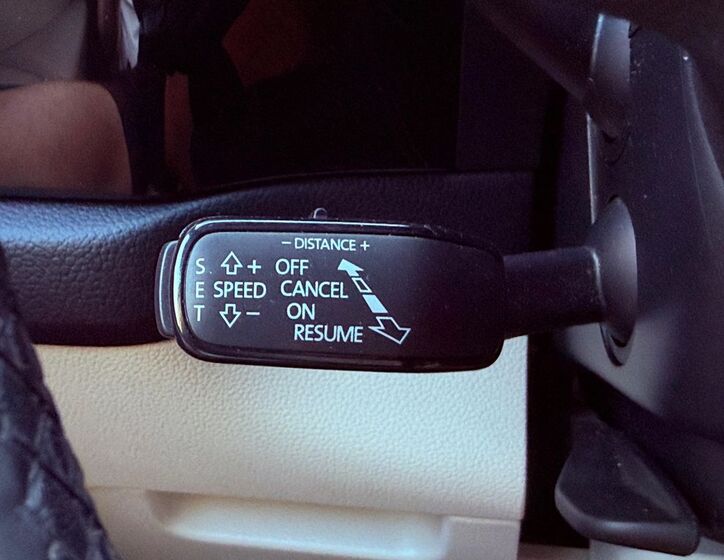 − DISTANCE +
S + OFF
E SPEED CANCEL
T − ON
RESUME